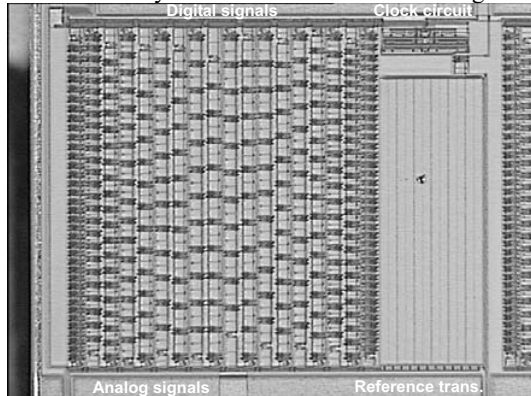 Digital signals
Clock circuit
Analog signals
Reference trans.